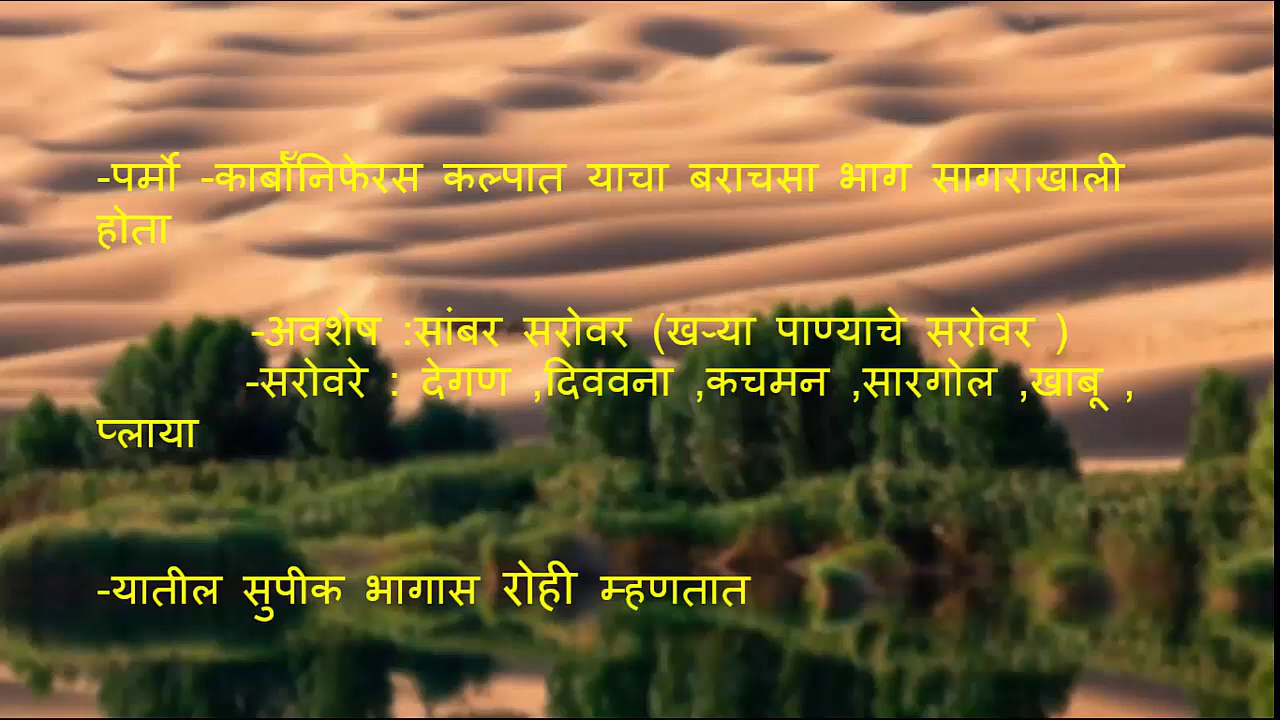 -पर्मो -कार्बॉंनिफेरस कल्पात याचा बराचसा भाग सागराखाली
होता
-अवशेष :सांबर सरोवर (खऱ्या पाण्याचे सरोवर )
-सरोवरे : देगण ,दिववना ,कचमन ,सारगोल ,खाबू ,
प्लाया
-यातील सुपीक भागास रोही म्हणतात